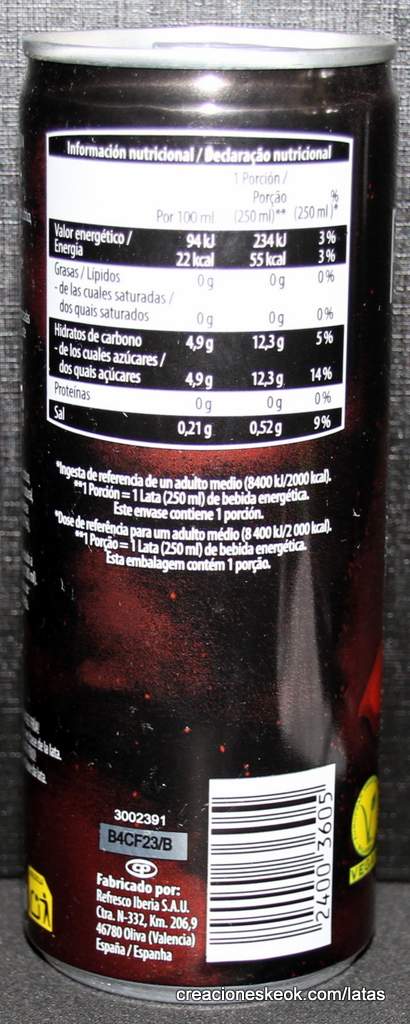 Información nutricional / Declaração nutricional
1 Porción /
Porção %
Por 100 ml (250 ml)** (250 ml)*
Valor energético / 94 kJ 234 kJ 3%
Energia 22 kcal 55 kcal 3%
Grasas / Lípidos 0 g 0 g 0%
- de las cuales saturadas /
dos quais saturados 0 g 0 g 0%
Hidratos de carbono 4,9 g 12,3 g 5%
- de los cuales azúcares /
dos quais açúcares 4,9 g 12,3 g 14%
Proteínas 0 g 0 g 0%
Sal 0,21 g 0,52 g 9%
*Ingesta de referencia de un adulto medio (8400 kJ/2000 kcal).
**1 Porción = 1 Lata (250 ml) de bebida energética.
Este envase contiene 1 porción.
*Dose de referência para um adulto médio (8 400 kJ/2 000 kcal).
**1 Porção = 1 Lata (250 ml) de bebida energética.
Esta embalagem contém 1 porção.
de la lata.
lata.
3002391
B4CF23/B
Fabricado por:
Refresco Iberia S.A.U.
Ctra. N-332, Km. 206,9
46780 Oliva (Valencia)
España / Espanha
2400 3605
V
VEG
creacioneskeok.com/latas